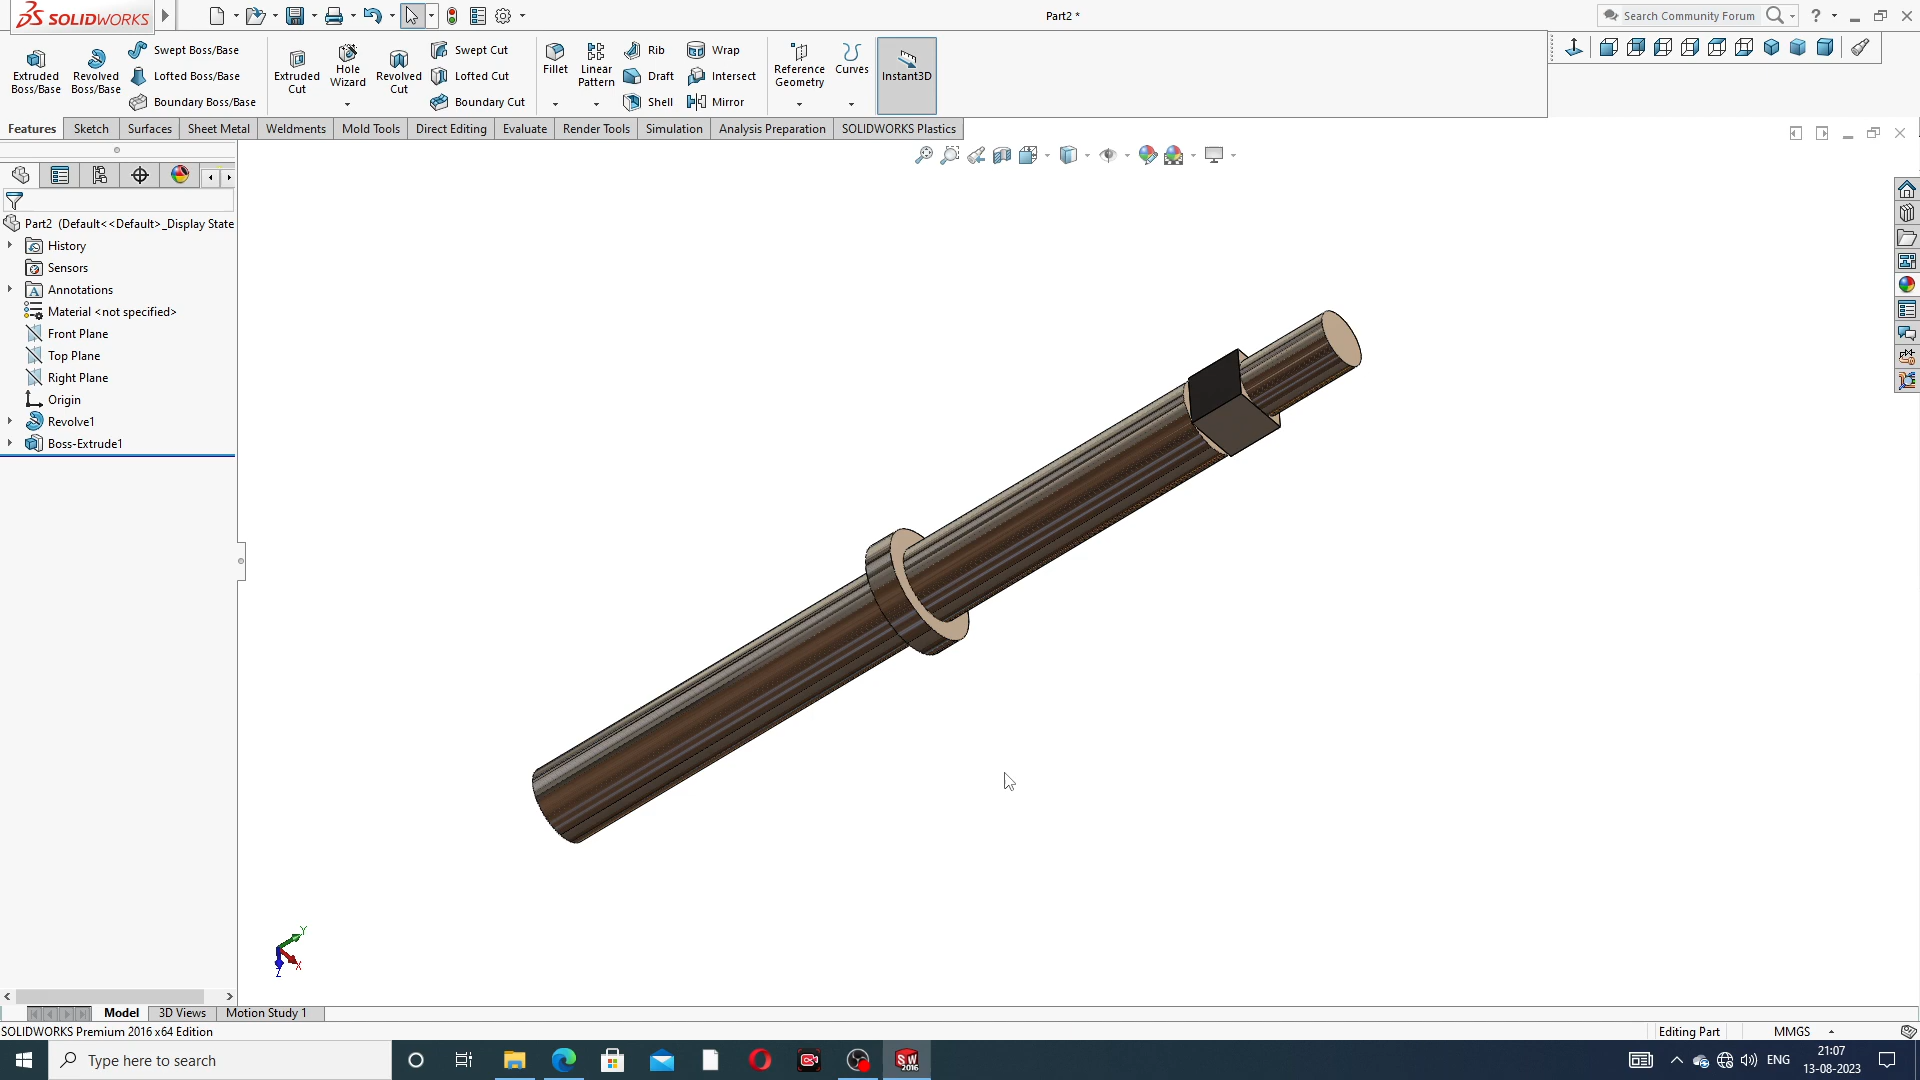 SOLIDWORKS
Part2 *
Search Community Forum
?
Extruded Boss/Base
Revolved Boss/Base
Swept Boss/Base
Lofted Boss/Base
Boundary Boss/Base
Extruded Cut
Hole Wizard
Revolved Cut
Swept Cut
Lofted Cut
Boundary Cut
Fillet
Linear Pattern
Rib
Draft
Shell
Wrap
Intersect
Mirror
Reference Geometry
Curves
Instant3D
Features
Sketch
Surfaces
Sheet Metal
Weldments
Mold Tools
Direct Editing
Evaluate
Render Tools
Simulation
Analysis Preparation
SOLIDWORKS Plastics
Part2 (Default<<Default>_Display State
History
Sensors
Annotations
Material <not specified>
Front Plane
Top Plane
Right Plane
Origin
Revolve1
Boss-Extrude1
Y
X
Z
Model
3D Views
Motion Study 1
SOLIDWORKS Premium 2016 x64 Edition
Editing Part
MMGS
Type here to search
SW
2016
ENG
21:07
13-08-2023